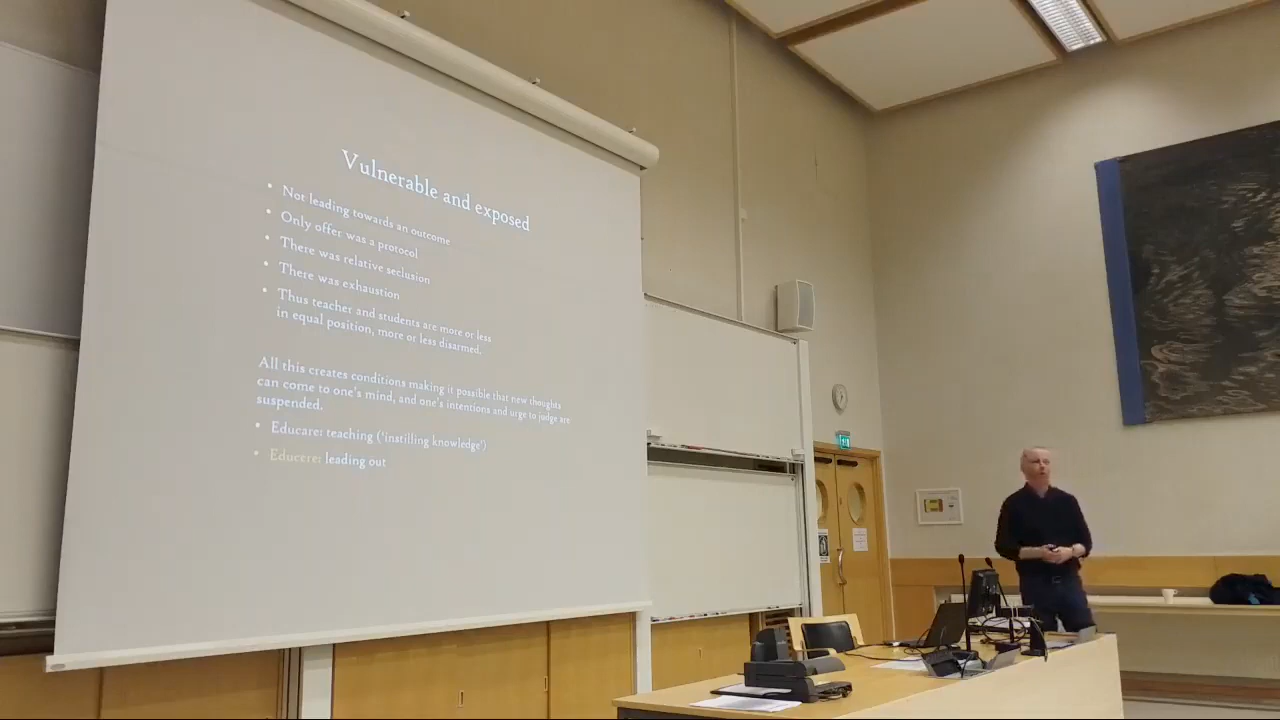 Vulnerable and exposed
• Not leading towards an outcome
• Only offer was a protocol
• There was relative seclusion
• There was exhaustion
• Thus teacher and students are more or less
in equal position, more or less disarmed.
All this creates conditions making it possible that new thoughts
can come to one's mind, and one's intentions and urge to judge are
suspended.
• Educare: teaching ('instilling knowledge')
• Educere: leading out